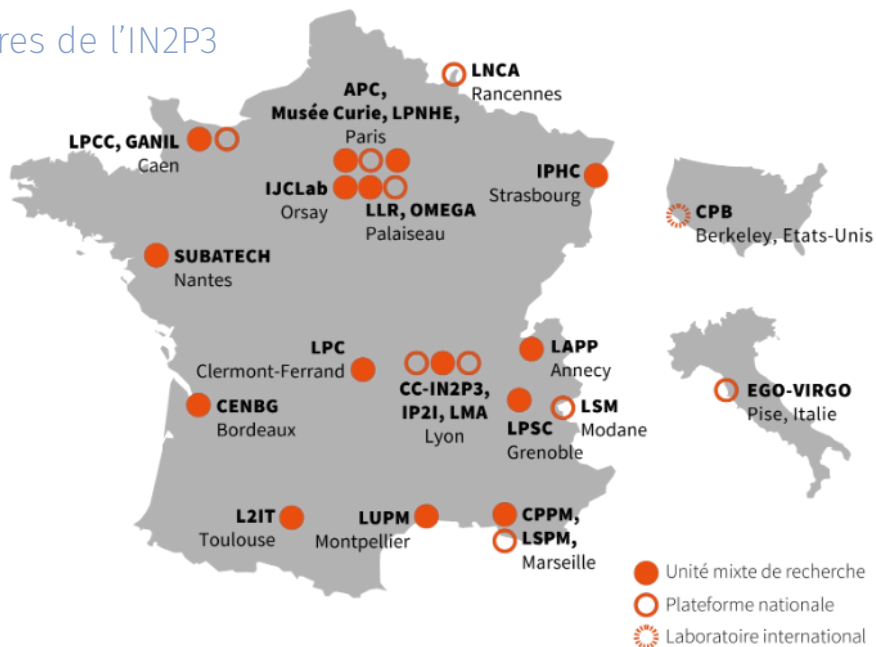 res de l'IN2P3
LNCA
Rancennes
APC,
Musée Curie, LPNHE,
Paris
LPCC, GANIL
Caen
IJCLab
Orsay
LLR, OMEGA
Palaiseau
IPHC
Strasbourg
CPB
Berkeley, Etats-Unis
SUBATECH
Nantes
LPC
Clermont-Ferrand
CC-IN2P3,
IP2I, LMA
Lyon
LAPP
Annecy
LPSC
Grenoble
LSM
Modane
EGO-VIRGO
Pise, Italie
CENBG
Bordeaux
L2IT
Toulouse
LUPM
Montpellier
CPPM,
LSPM,
Marseille
Unité mixte de recherche
Plateforme nationale
Laboratoire international